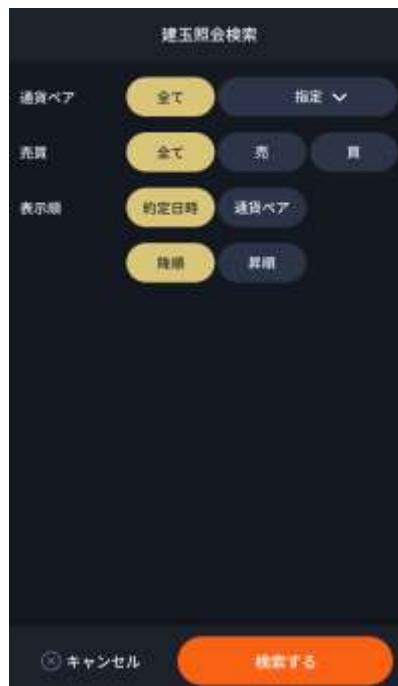 建玉照会検索
通貨ペア 全て 指定
売買 全て 売 買
表示順 約定日時 通貨ペア
降順 昇順
キャンセル 検索する